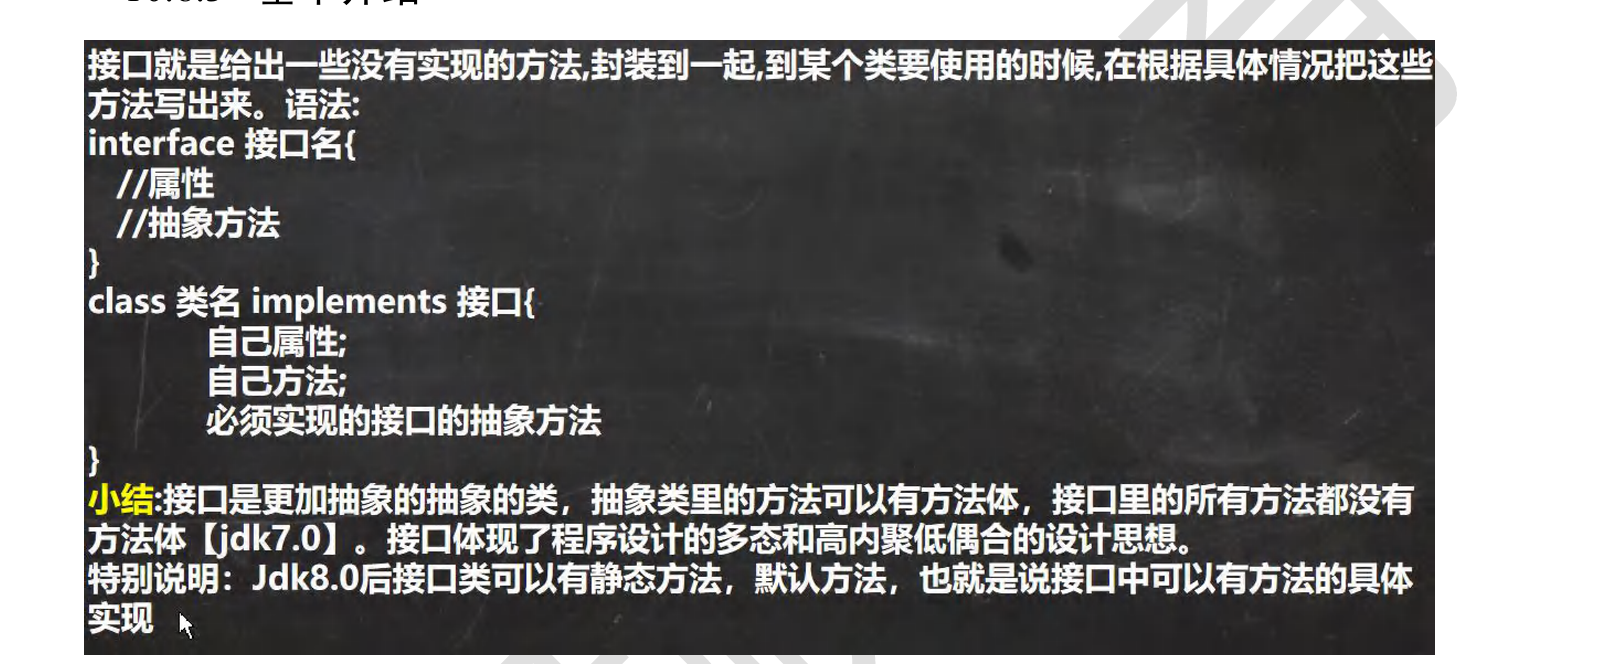 基本介绍
接口就是给出一些没有实现的方法,封装到一起,到某个类要使用的时候,在根据具体情况把这些
方法写出来。语法:
interface 接口名{
//属性
//抽象方法
}
class 类名 implements 接口{
自己属性;
自己方法;
必须实现的接口的抽象方法
}
小结:接口是更加抽象的抽象的类，抽象类里的方法可以有方法体，接口里的所有方法都没有
方法体【jdk7.0】。接口体现了程序设计的多态和高内聚低偶合的设计思想。
特别说明：Jdk8.0后接口类可以有静态方法，默认方法，也就是说接口中可以有方法的具体
实现